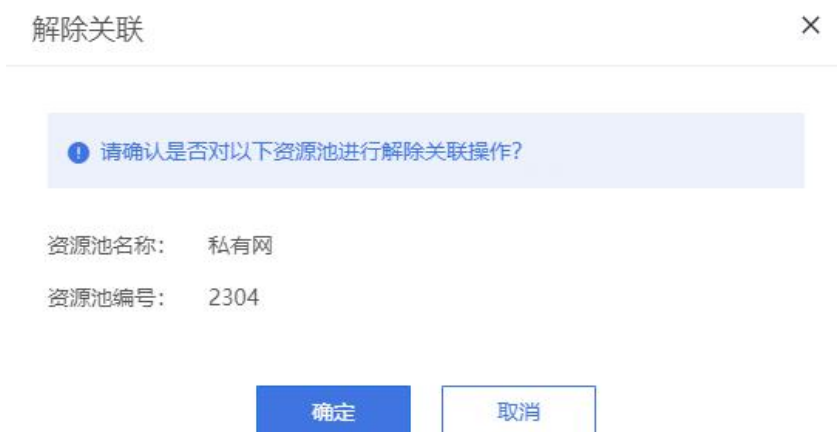 解除关联
请确认是否对以下资源池进行解除关联操作?
资源池名称： 私有网
资源池编号： 2304
确定 取消